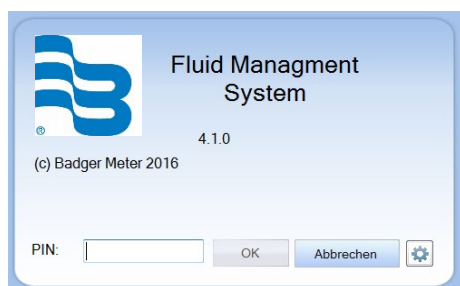 Fluid Managment
System
®
4.1.0
(c) Badger Meter 2016
PIN:
OK
Abbrechen